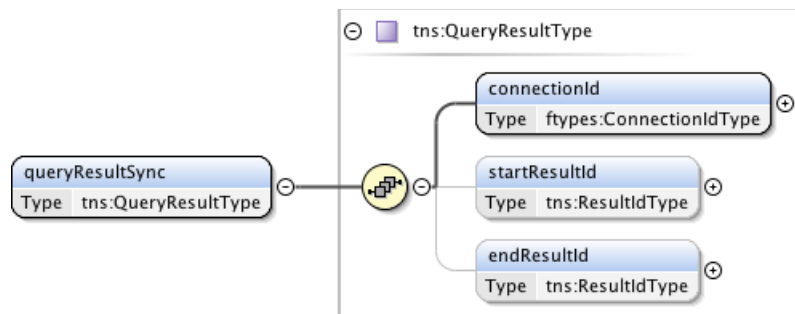 tns:QueryResultType
connectionId
Type ftypes:ConnectionIdType
queryResultSync
Type tns:QueryResultType
startResultId
Type tns:ResultIdType
endResultId
Type tns:ResultIdType